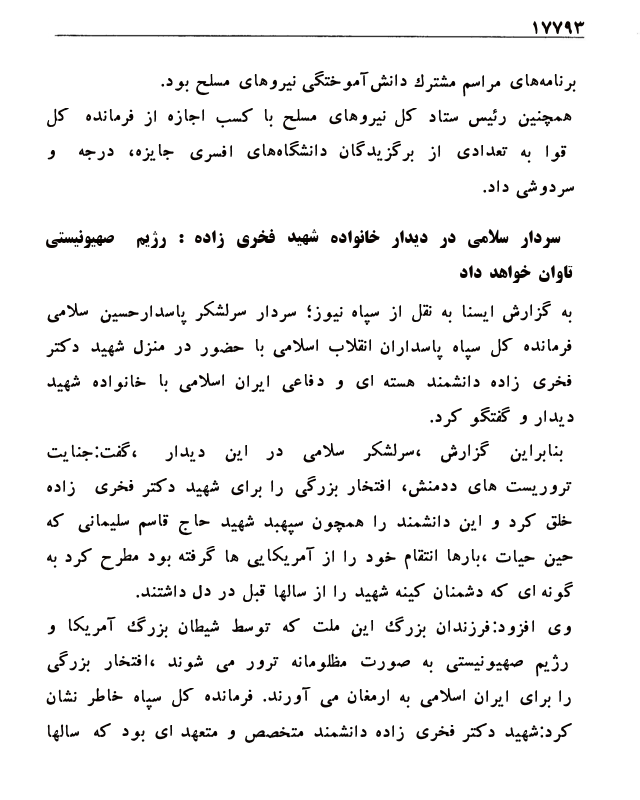 ۱۷۷۹۳
برنامه‌های مراسم مشترك دانش‌آموختگی نیروهای مسلح بود.
همچنین رئیس ستاد کل نیروهای مسلح با کسب اجازه از فرمانده کل
قوا به تعدادی از برگزیدگان دانشگاه‌های افسری جایزه، درجه و
سردوشی داد.
سردار سلامی در دیدار خانواده شهید فخری زاده : رژیم صهیونیستی
تاوان خواهد داد
به گزارش ایسنا به نقل از سپاه نیوز؛ سردار سرلشکر پاسدارحسین سلامی
فرمانده کل سپاه پاسداران انقلاب اسلامی با حضور در منزل شهید دکتر
فخری زاده دانشمند هسته ای و دفاعی ایران اسلامی با خانواده شهید
دیدار و گفتگو کرد.
بنابراین گزارش ،سرلشکر سلامی در این دیدار ،گفت:جنایت
تروریست های ددمنش، افتخار بزرگی را برای شهید دکتر فخری زاده
خلق کرد و این دانشمند را همچون سپهبد شهید حاج قاسم سلیمانی که
حین حیات ،بارها انتقام خود را از آمریکایی ها گرفته بود مطرح کرد به
گونه ای که دشمنان کینه شهید را از سالها قبل در دل داشتند.
وی افزود:فرزندان بزرگ این ملت که توسط شیطان بزرگ آمریکا و
رژیم صهیونیستی به صورت مظلومانه ترور می شوند ،افتخار بزرگی
را برای ایران اسلامی به ارمغان می آورند. فرمانده کل سپاه خاطر نشان
کرد:شهید دکتر فخری زاده دانشمند متخصص و متعهد ای بود که سالها